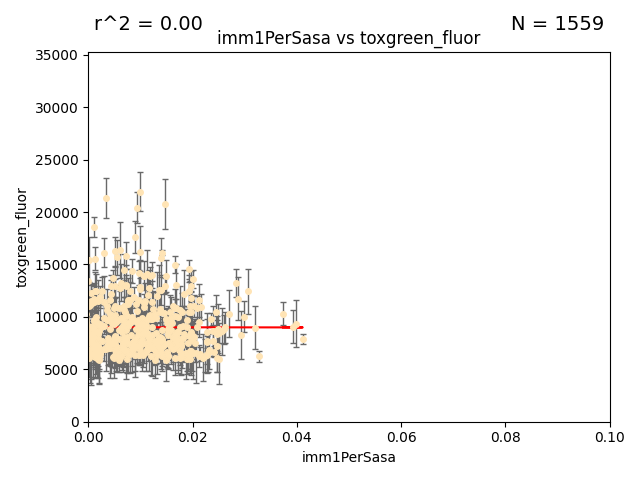 r^2 = 0.00
N = 1559
imm1PerSasa vs toxgreen_fluor
35000
30000
25000
20000
15000
10000
5000
0
toxgreen_fluor
0.00 0.02 0.04 0.06 0.08 0.10
imm1PerSasa